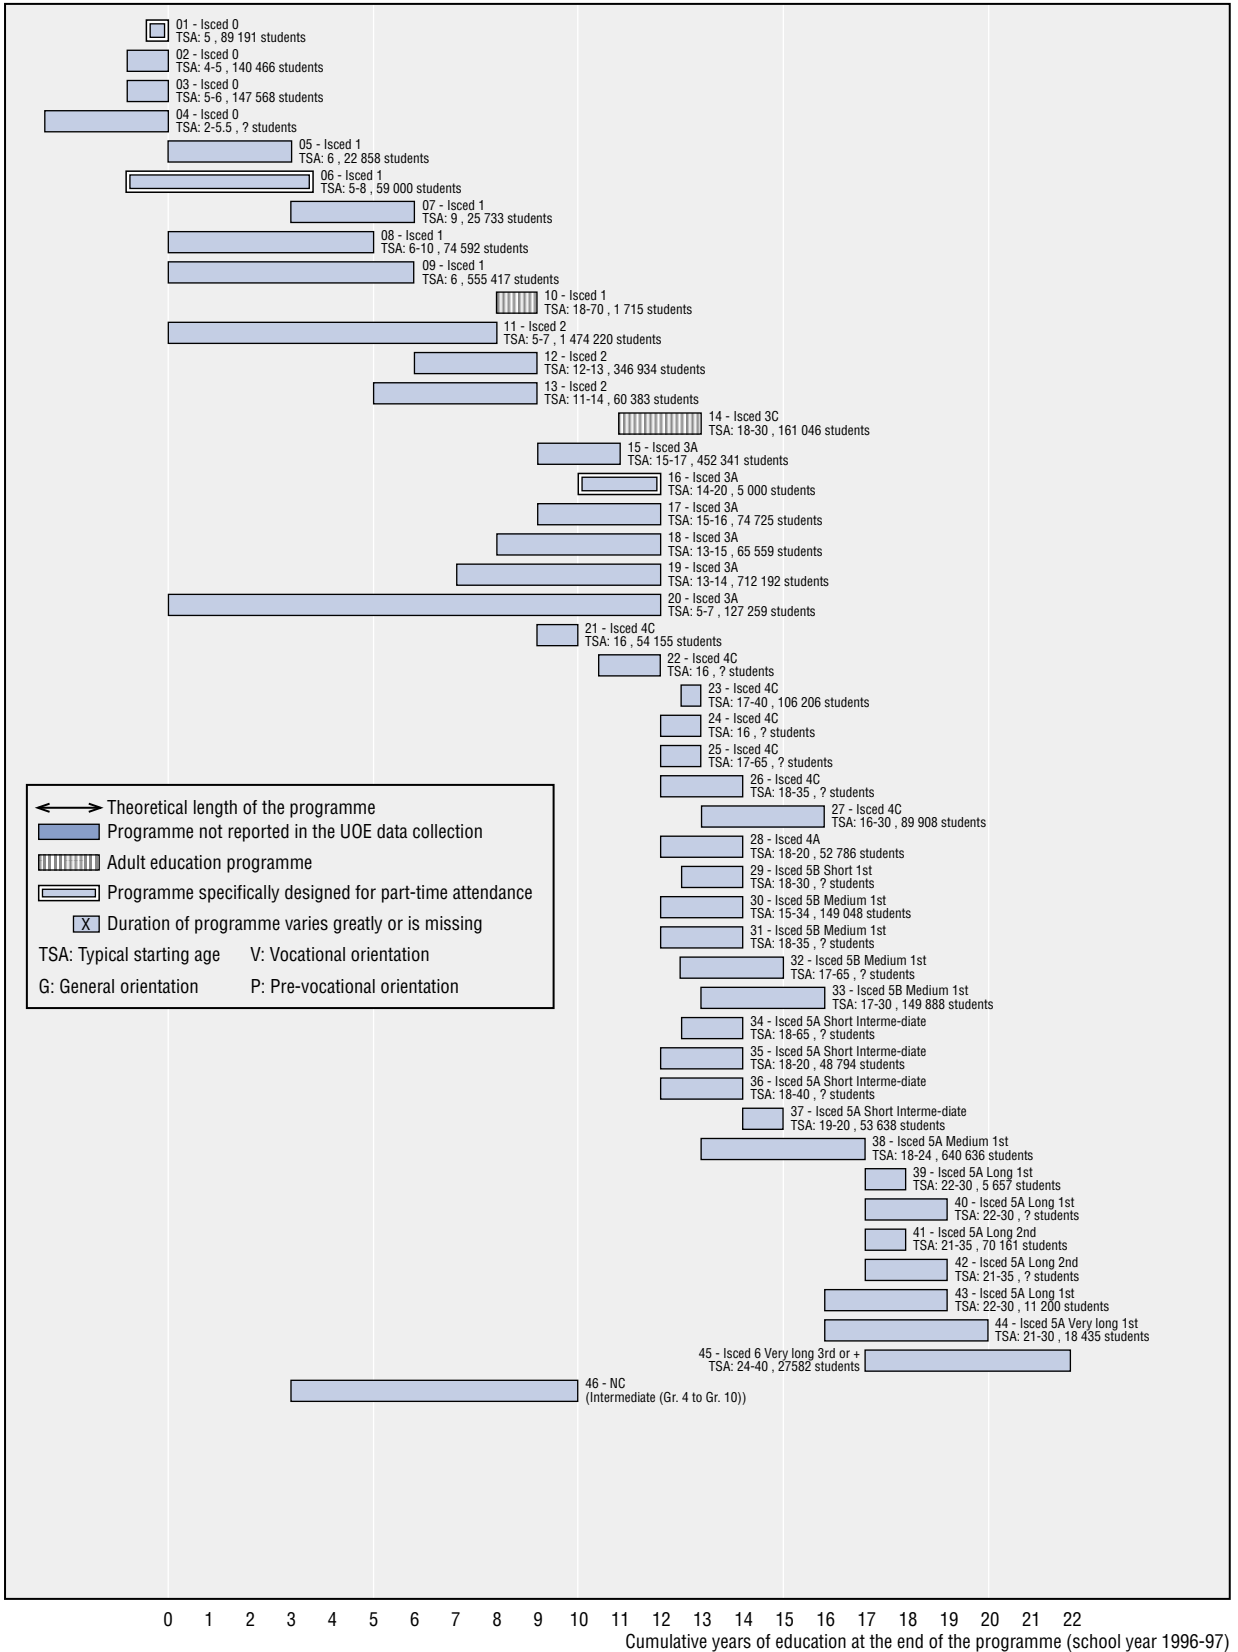 01 - Isced 0
TSA: 5 , 89 191 students
02 - Isced 0
TSA: 4-5 , 140 466 students
03 - Isced 0
TSA: 5-6 , 147 568 students
04 - Isced 0
TSA: 2-5.5 , ? students
05 - Isced 1
TSA: 6 , 22 858 students
06 - Isced 1
TSA: 5-8 , 59 000 students
07 - Isced 1
TSA: 9 , 25 733 students
08 - Isced 1
TSA: 6-10 , 74 592 students
09 - Isced 1
TSA: 6 , 555 417 students
10 - Isced 1
TSA: 18-70 , 1 715 students
11 - Isced 2
TSA: 5-7 , 1 474 220 students
12 - Isced 2
TSA: 12-13 , 346 934 students
13 - Isced 2
TSA: 11-14 , 60 383 students
14 - Isced 3C
TSA: 18-30 , 161 046 students
15 - Isced 3A
TSA: 15-17 , 452 341 students
16 - Isced 3A
TSA: 14-20 , 5 000 students
17 - Isced 3A
TSA: 15-16 , 74 725 students
18 - Isced 3A
TSA: 13-15 , 65 559 students
19 - Isced 3A
TSA: 13-14 , 712 192 students
20 - Isced 3A
TSA: 5-7 , 127 259 students
21 - Isced 4C
TSA: 16 , 54 155 students
22 - Isced 4C
TSA: 16 , ? students
23 - Isced 4C
TSA: 17-40 , 106 206 students
24 - Isced 4C
TSA: 16 , ? students
25 - Isced 4C
TSA: 17-65 , ? students
26 - Isced 4C
TSA: 18-35 , ? students
27 - Isced 4C
TSA: 16-30 , 89 908 students
28 - Isced 4A
TSA: 18-20 , 52 786 students
29 - Isced 5B Short 1st
TSA: 18-30 , ? students
30 - Isced 5B Medium 1st
TSA: 15-34 , 149 048 students
31 - Isced 5B Medium 1st
TSA: 18-35 , ? students
32 - Isced 5B Medium 1st
TSA: 17-65 , ? students
33 - Isced 5B Medium 1st
TSA: 17-30 , 149 888 students
34 - Isced 5A Short Interme-diate
TSA: 18-65 , ? students
35 - Isced 5A Short Interme-diate
TSA: 18-20 , 48 794 students
36 - Isced 5A Short Interme-diate
TSA: 18-40 , ? students
37 - Isced 5A Short Interme-diate
TSA: 19-20 , 53 638 students
38 - Isced 5A Medium 1st
TSA: 18-24 , 640 636 students
39 - Isced 5A Long 1st
TSA: 22-30 , 5 657 students
40 - Isced 5A Long 1st
TSA: 22-30 , ? students
41 - Isced 5A Long 2nd
TSA: 21-35 , 70 161 students
42 - Isced 5A Long 2nd
TSA: 21-35 , ? students
43 - Isced 5A Long 1st
TSA: 22-30 , 11 200 students
44 - Isced 5A Very long 1st
TSA: 21-30 , 18 435 students
45 - Isced 6 Very long 3rd or +
TSA: 24-40 , 27582 students
46 - NC
(Intermediate (Gr. 4 to Gr. 10))
Theoretical length of the programme
Programme not reported in the UOE data collection
Adult education programme
Programme specifically designed for part-time attendance
X Duration of programme varies greatly or is missing
TSA: Typical starting age V: Vocational orientation
G: General orientation P: Pre-vocational orientation
0 1 2 3 4 5 6 7 8 9 10 11 12 13 14 15 16 17 18 19 20 21 22
Cumulative years of education at the end of the programme (school year 1996-97)